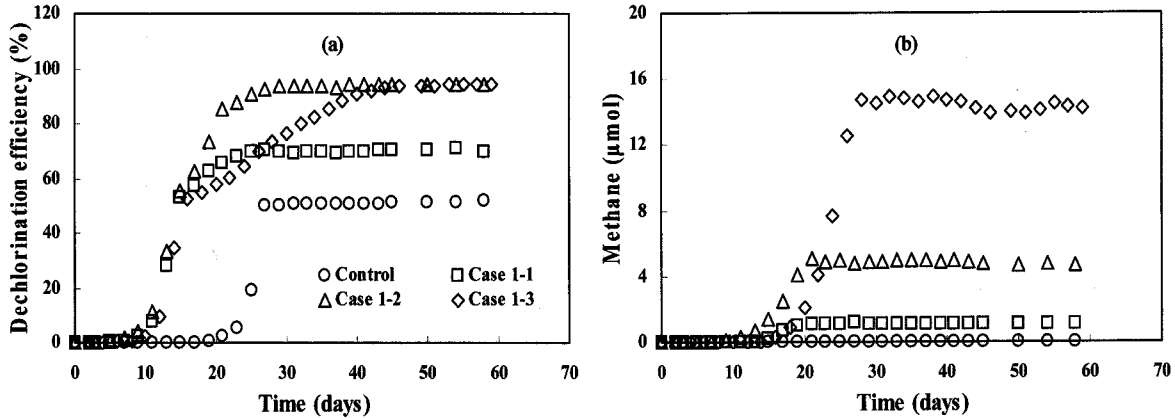 (a)
Dechlorination efficiency (%)
120
100
80
60
40
20
0
0 10 20 30 40 50 60 70
Time (days)
Control
Case 1-1
Case 1-2
Case 1-3
(b)
Methane (µmol)
16
12
8
4
0
0 10 20 30 40 50 60 70
Time (days)